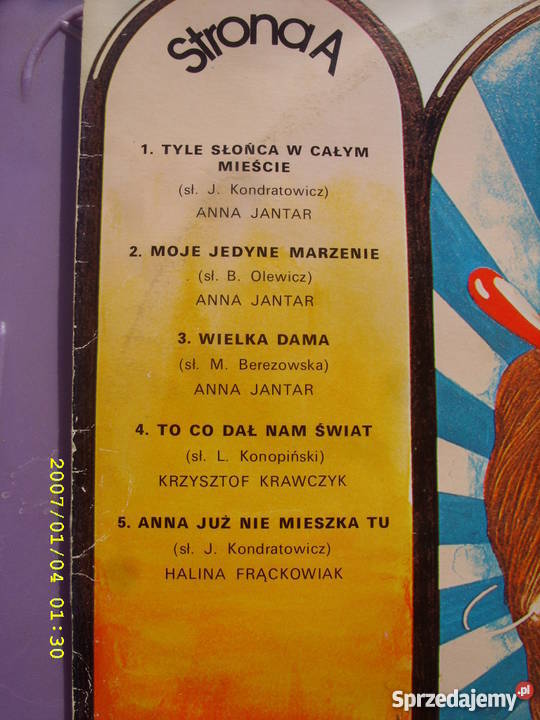 Strona A
1. TYLE SŁOŃCA W CAŁYM
MIEŚCIE
(sł. J. Kondratowicz)
ANNA JANTAR
2. MOJE JEDYNE MARZENIE
(sł. B. Olewicz)
ANNA JANTAR
3. WIELKA DAMA
(sł. M. Berezowska)
ANNA JANTAR
4. TO CO DAŁ NAM ŚWIAT
(sł. L. Konopiński)
KRZYSZTOF KRAWCZYK
5. ANNA JUŻ NIE MIESZKA TU
(sł. J. Kondratowicz)
HALINA FRĄCKOWIAK
2007/01/04 01:30
Sprzedajemy.pl